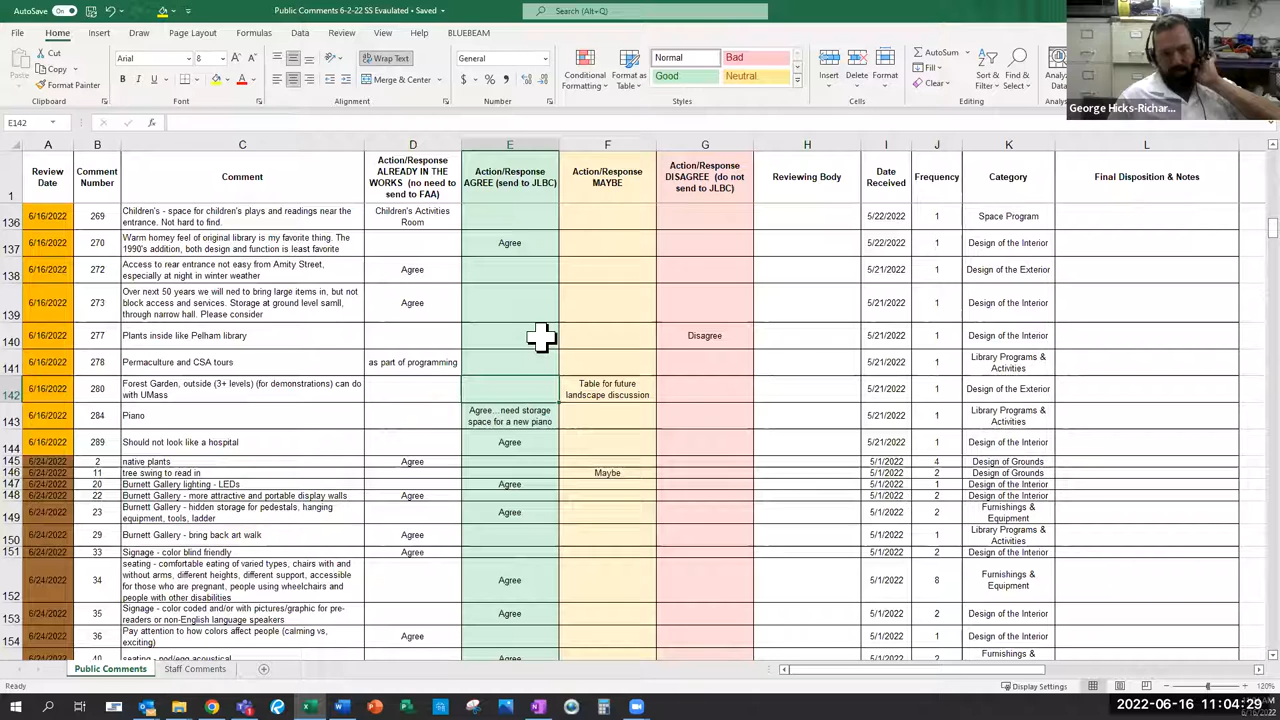 AutoSave On Public Comments 6-2-22 SS Evaulated • Saved Search (Alt+Q)
File Home Insert Draw Page Layout Formulas Data Review View Help BLUEBEAM
Paste Cut Copy Format Painter Clipboard
Arial 8 B I U Font
Wrap Text Merge & Center Alignment
General $ % Number
Conditional Formatting Format as Table Normal Bad Good Neutral Styles
Insert Delete Format Cells
AutoSum Fill Clear Sort & Filter Find & Select Editing
George Hicks-Richar...
E142 fx
A B C D E F G H I J K L
1 Review Date Comment Number Comment Action/Response ALREADY IN THE WORKS (no need to send to FAA) Action/Response AGREE (send to JLBC) Action/Response MAYBE Action/Response DISAGREE (do not send to JLBC) Reviewing Body Date Received Frequency Category Final Disposition & Notes
136 6/16/2022 269 Children's - space for children's plays and readings near the entrance. Not hard to find. Children's Activities Room 5/22/2022 1 Space Program
137 6/16/2022 270 Warm homey feel of original library is my favorite thing. The 1990's addition, both design and function is least favorite Agree 5/22/2022 1 Design of the Interior
138 6/16/2022 272 Access to rear entrance not easy from Amity Street, especially at night in winter weather Agree 5/21/2022 1 Design of the Exterior
139 6/16/2022 273 Over next 50 years we will ned to bring large items in, but not block access and services. Storage at ground level samll, through narrow hall. Please consider Agree 5/21/2022 1 Design of the Interior
140 6/16/2022 277 Plants inside like Pelham library Disagree 5/21/2022 1 Design of the Interior
141 6/16/2022 278 Permaculture and CSA tours as part of programming 5/21/2022 1 Library Programs & Activities
142 6/16/2022 280 Forest Garden, outside (3+ levels) (for demonstrations) can do with UMass Table for future landscape discussion 5/21/2022 1 Design of the Exterior
143 6/16/2022 284 Piano Agree...need storage space for a new piano 5/21/2022 1 Library Programs & Activities
144 6/16/2022 289 Should not look like a hospital Agree 5/21/2022 1 Design of the Interior
145 6/24/2022 2 native plants Agree 5/1/2022 4 Design of Grounds
146 6/24/2022 11 tree swing to read in Maybe 5/1/2022 2 Design of Grounds
147 6/24/2022 20 Burnett Gallery lighting - LEDs Agree 5/1/2022 1 Design of the Interior
148 6/24/2022 22 Burnett Gallery - more attractive and portable display walls Agree 5/1/2022 2 Design of the Interior
149 6/24/2022 23 Burnett Gallery - hidden storage for pedestals, hanging equipment, tools, ladder Agree 5/1/2022 2 Furnishings & Equipment
150 6/24/2022 29 Burnett Gallery - bring back art walk Agree 5/1/2022 1 Library Programs & Activities
151 6/24/2022 33 Signage - color blind friendly Agree 5/1/2022 2 Design of the Interior
152 6/24/2022 34 seating - comfortable eating of varied types, chairs with and without arms, different heights, different support, accessible for those who are pregnant, people using wheelchairs and people with other disabilities Agree 5/1/2022 8 Furnishings & Equipment
153 6/24/2022 35 Signage - color coded and/or with pictures/graphic for pre-readers or non-English language speakers Agree 5/1/2022 2 Design of the Interior
154 6/24/2022 36 Pay attention to how colors affect people (calming vs, exciting) Agree 5/1/2022 1 Design of the Interior
Furnishings &
Public Comments Staff Comments
Ready Display Settings 120%
2022-06-16 11:04:29